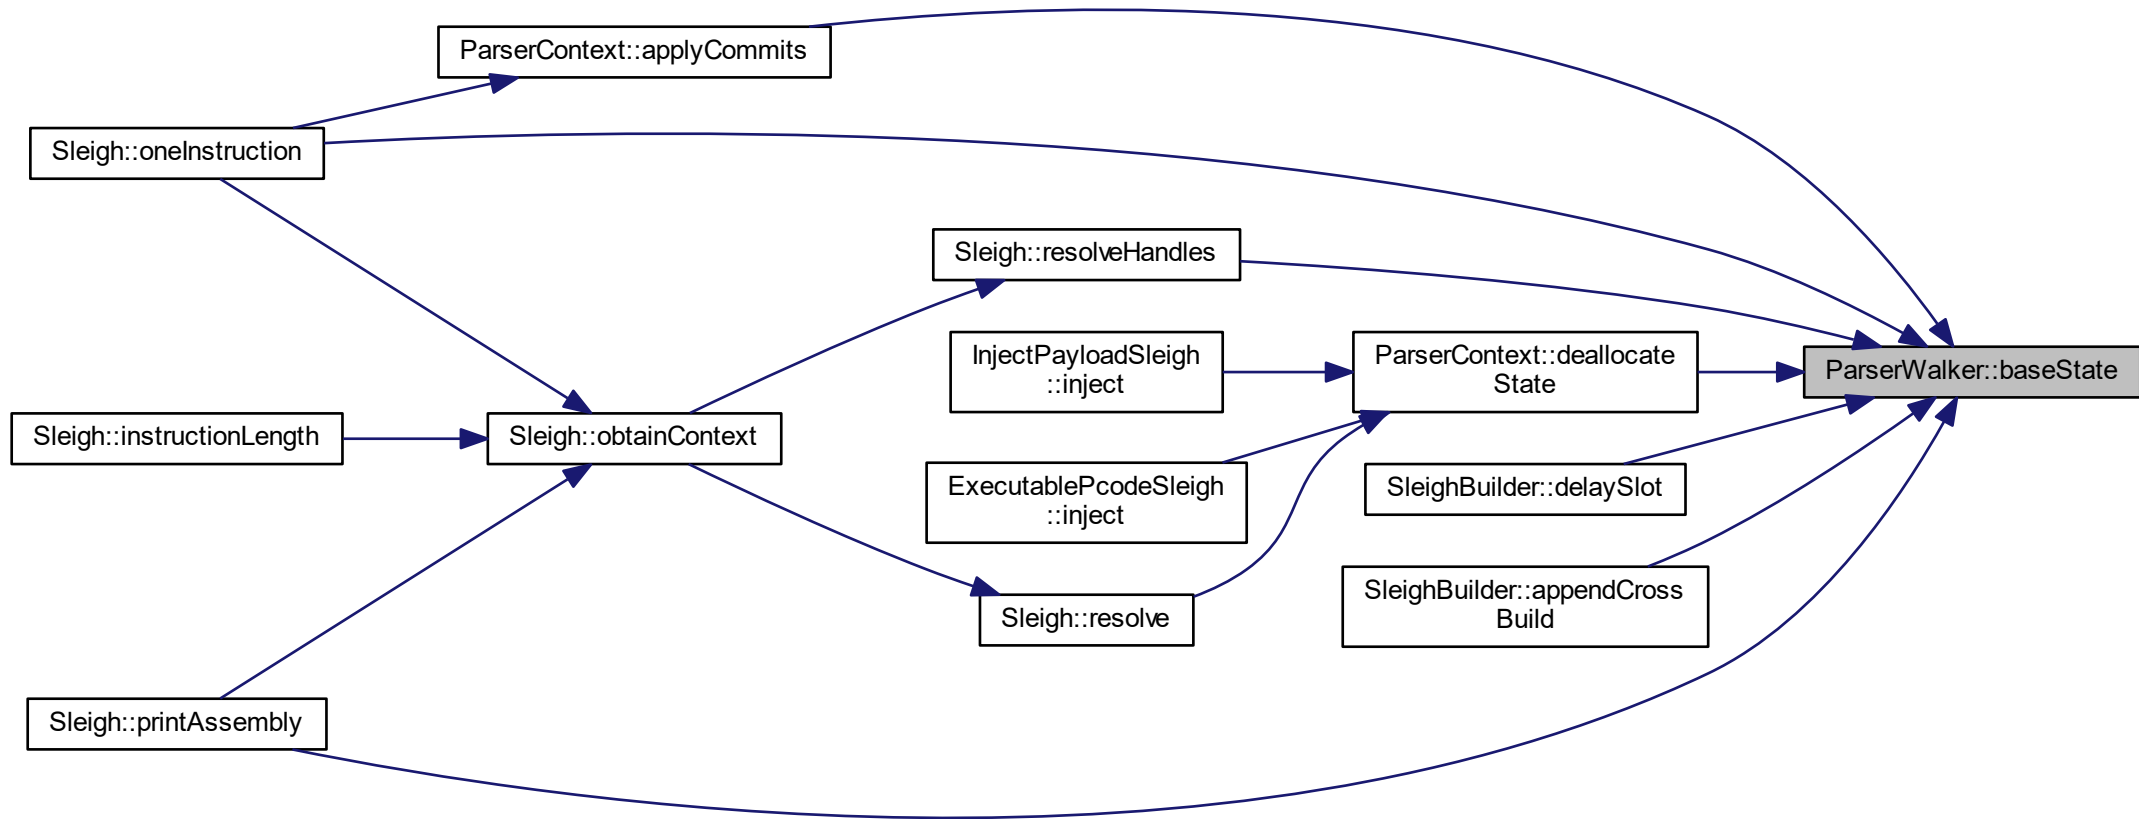 ParserContext::applyCommits
Sleigh::oneInstruction
Sleigh::resolveHandles
InjectPayloadSleigh
::inject
ParserContext::deallocate
State
ParserWalker::baseState
Sleigh::instructionLength
Sleigh::obtainContext
ExecutablePcodeSleigh
::inject
SleighBuilder::delaySlot
SleighBuilder::appendCross
Build
Sleigh::resolve
Sleigh::printAssembly